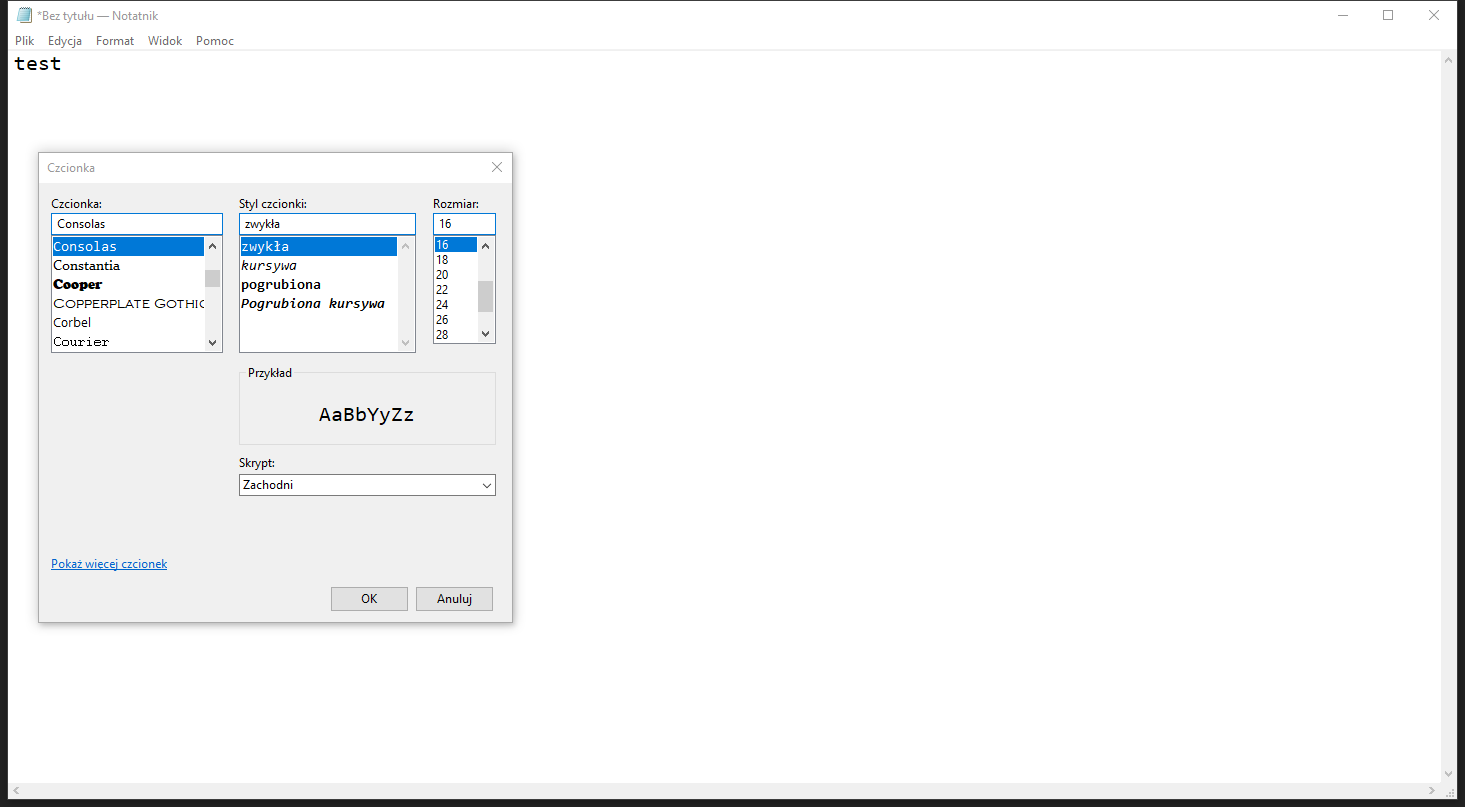 *Bez tytułu — Notatnik
Plik Edycja Format Widok Pomoc
test
Czcionka
Czcionka: Styl czcionki: Rozmiar:
Consolas zwykła 16
Consolas zwykła 16
Constantia kursywa 18
Cooper pogrubiona 20
COPPERPLATE GOTHIC Pogrubiona kursywa 22
Corbel 24
Courier 26
28
Przykład
AaBbYyZz
Skrypt:
Zachodni
Pokaż więcej czcionek
OK Anuluj